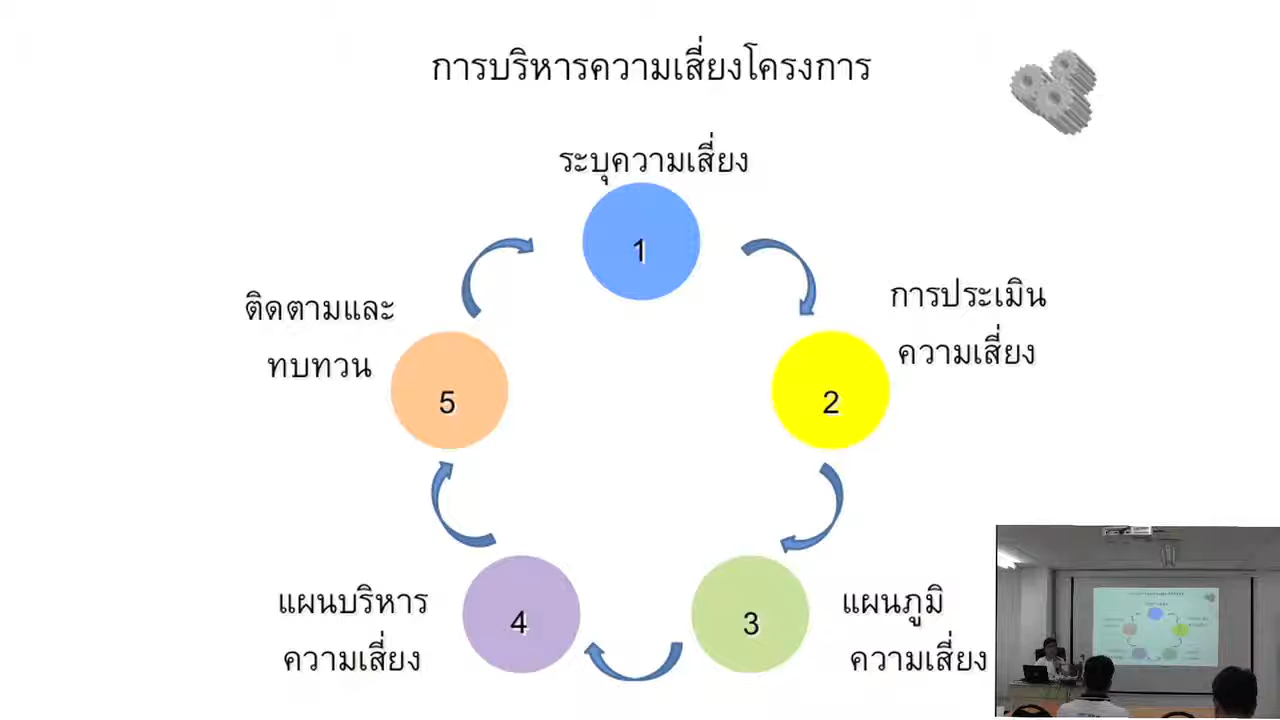 การบริหารความเสี่ยงโครงการ
ระบุความเสี่ยง
1
การประเมิน
ความเสี่ยง
2
แผนภูมิ
ความเสี่ยง
3
แผนบริหาร
ความเสี่ยง
4
ติดตามและ
ทบทวน
5